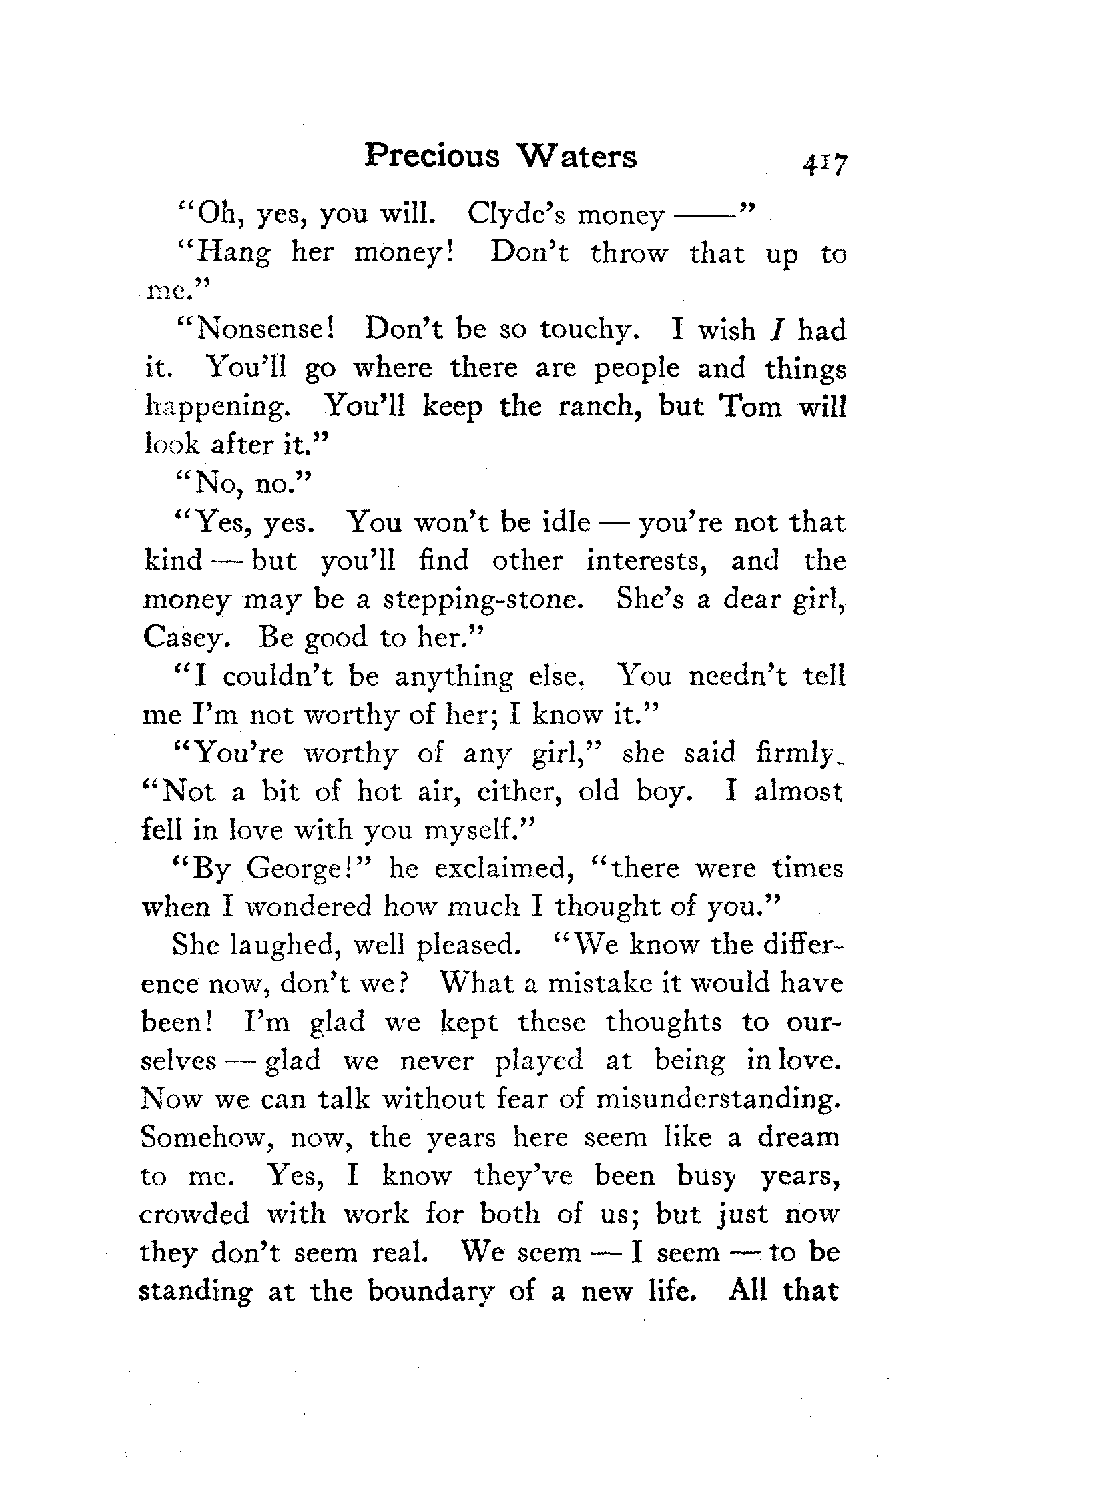 Precious Waters 417
"Oh, yes, you will. Clyde's money ——"
"Hang her money! Don't throw that up to
me."
"Nonsense! Don't be so touchy. I wish I had
it. You'll go where there are people and things
happening. You'll keep the ranch, but Tom will
look after it."
"No, no."
"Yes, yes. You won't be idle — you're not that
kind — but you'll find other interests, and the
money may be a stepping-stone. She's a dear girl,
Casey. Be good to her."
"I couldn't be anything else. You needn't tell
me I'm not worthy of her; I know it."
"You're worthy of any girl," she said firmly.
"Not a bit of hot air, either, old boy. I almost
fell in love with you myself."
"By George!" he exclaimed, "there were times
when I wondered how much I thought of you."
She laughed, well pleased. "We know the differ-
ence now, don't we? What a mistake it would have
been! I'm glad we kept these thoughts to our-
selves — glad we never played at being in love.
Now we can talk without fear of misunderstanding.
Somehow, now, the years here seem like a dream
to me. Yes, I know they've been busy years,
crowded with work for both of us; but just now
they don't seem real. We seem — I seem — to be
standing at the boundary of a new life. All that